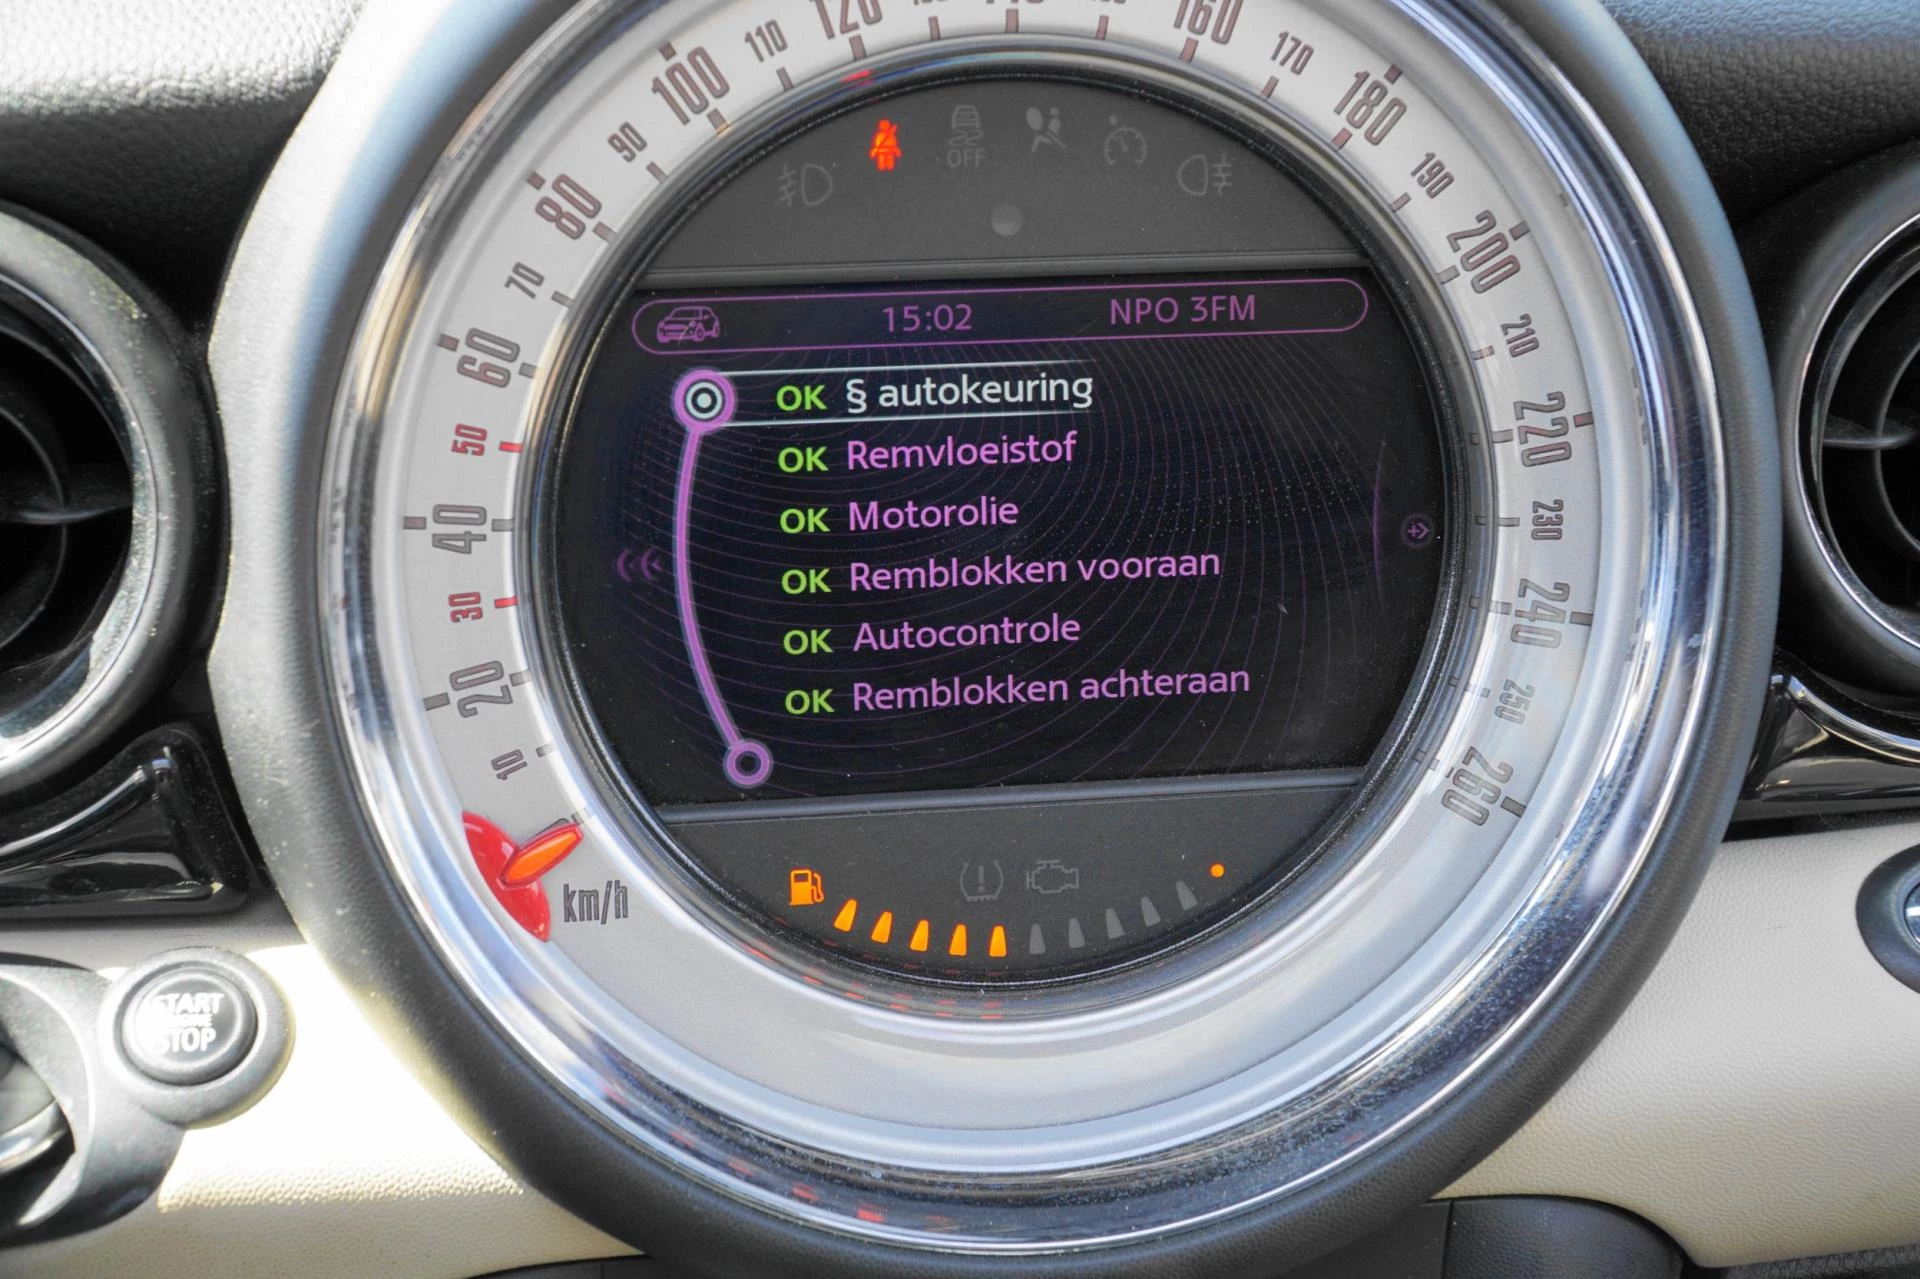 10
20
30
40
50
60
70
80
90
100
110
120
160
170
180
190
200
210
220
230
240
250
260
km/h
OFF
15:02 NPO 3FM
OK § autokeuring
OK Remvloeistof
OK Motorolie
OK Remblokken vooraan
OK Autocontrole
OK Remblokken achteraan
START
STOP